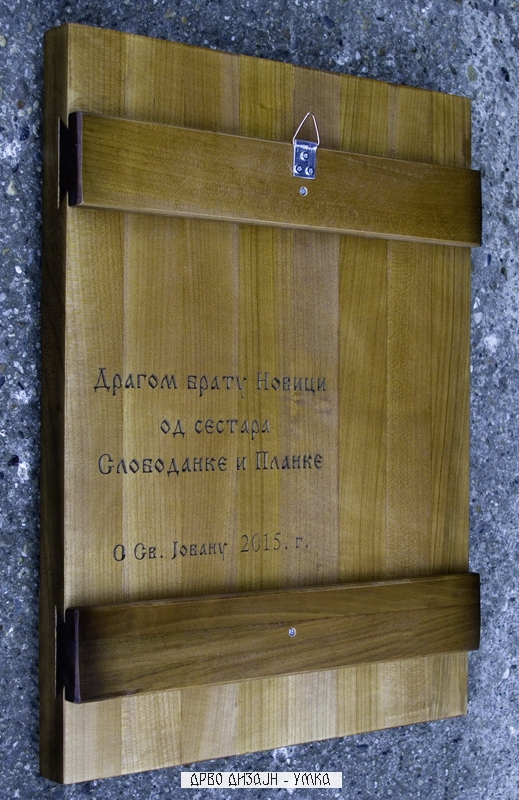 Драгом брату Новици
од сестара
Слободанке и Планке
О Св. Јовану 2015. г.
ДРВО ДИЗАЈН - УМКА